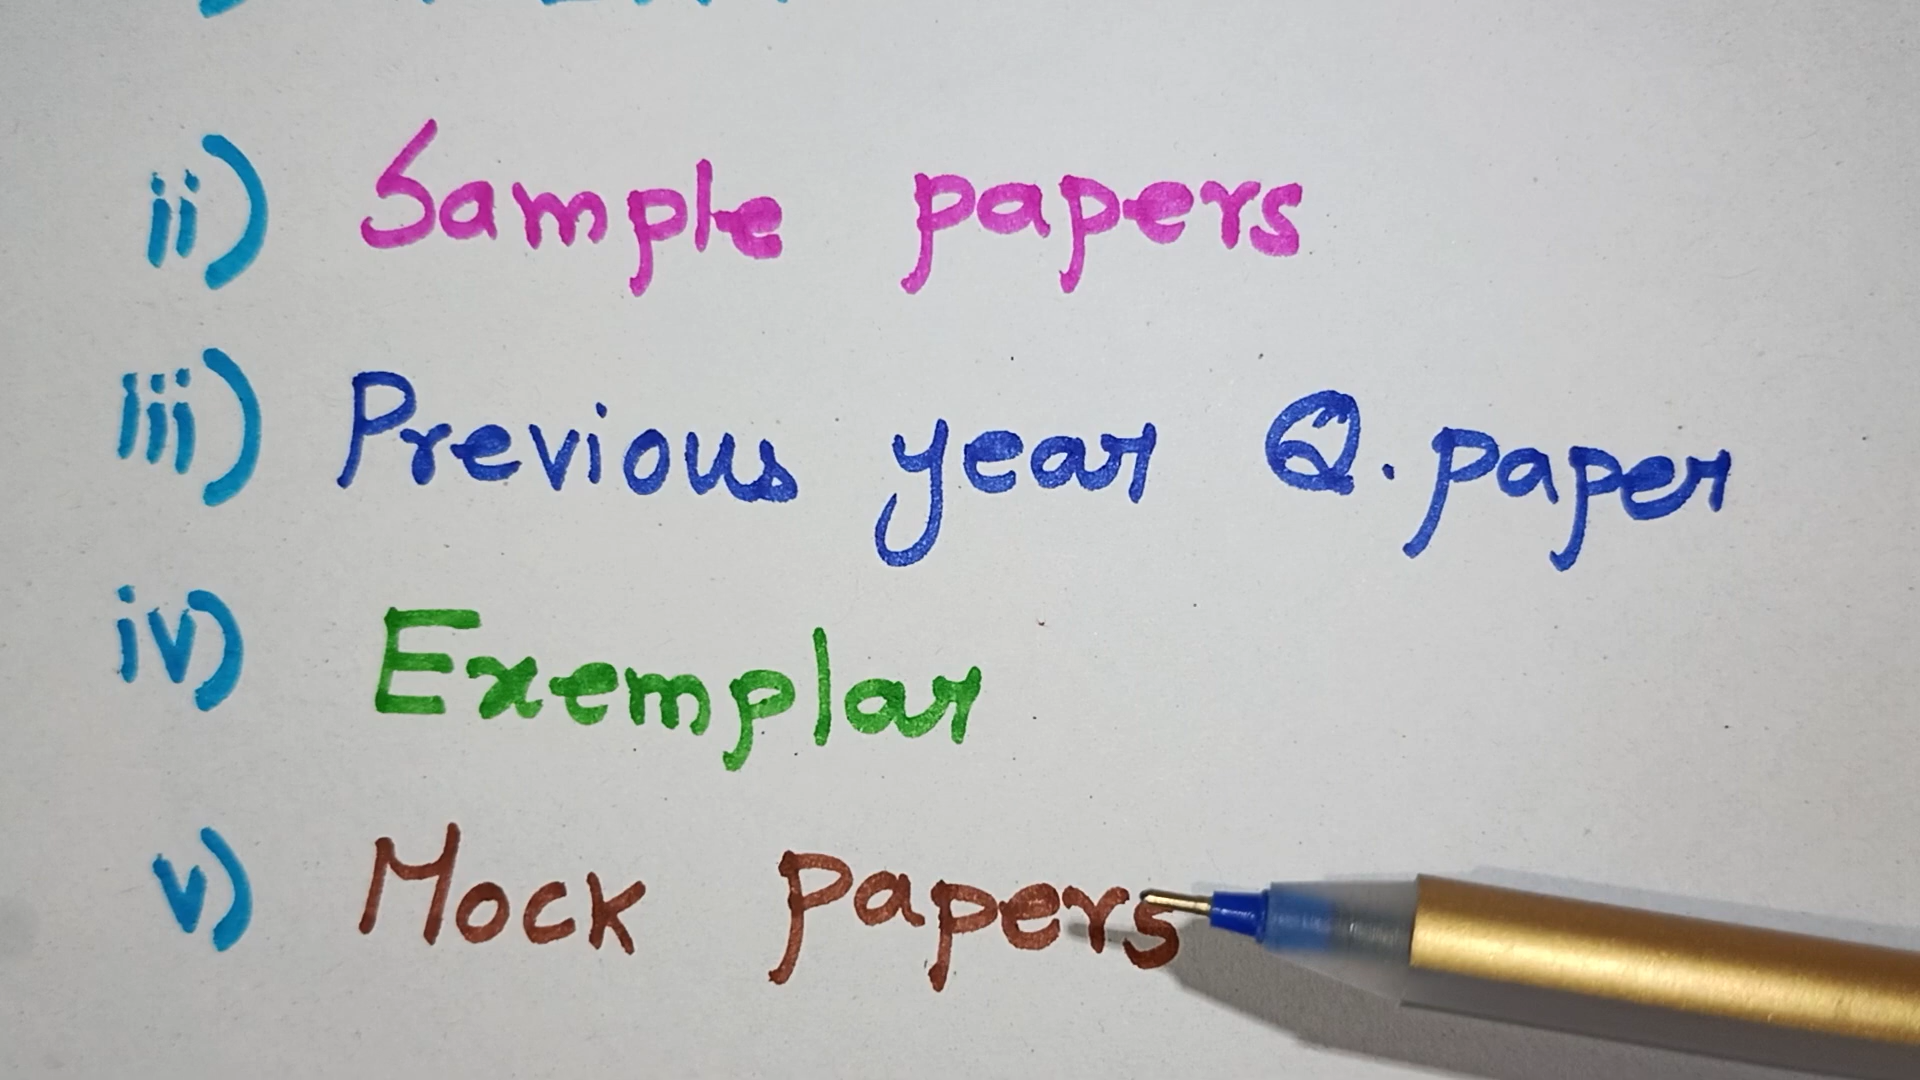 ii) Sample papers
iii) Previous year Q. paper
iv) Exemplar
v) Mock papers